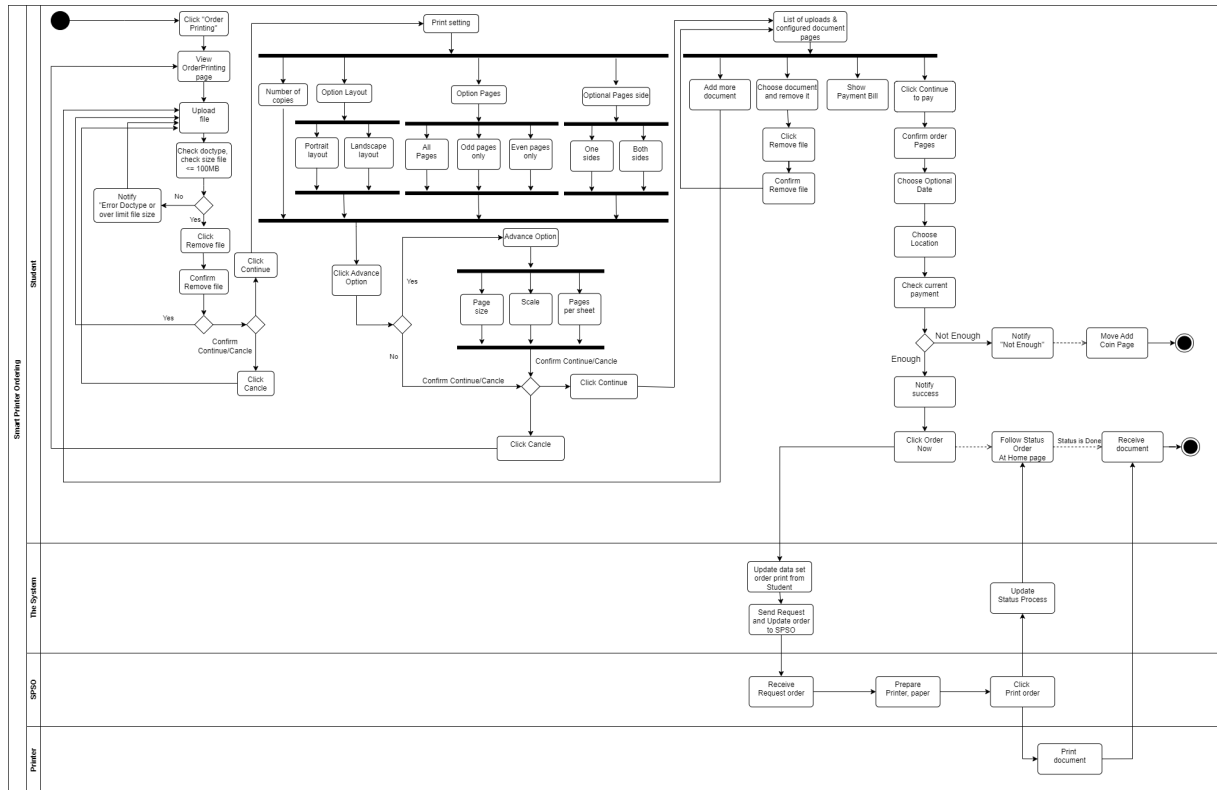 Smart Printer Ordering
Student
The System
SPSO
Printer
Click "Order
Printing"
View
OrderPrinting
page
Upload
file
Check doctype,
check size file
<= 100MB
No
Notify
"Error Doctype or
over limit file size
Yes
Click
Remove file
Confirm
Remove file
Yes
Confirm
Continue/Cancle
Click
Continue
Click
Cancle
Print setting
Number of
copies
Option Layout
Option Pages
Optional Pages side
Portrait
layout
Landscape
layout
All
Pages
Odd pages
only
Even pages
only
One
sides
Both
sides
Click Advance
Option
Yes
No
Advance Option
Page
size
Scale
Pages
per sheet
Confirm Continue/Cancle
Confirm Continue/Cancle
Click Continue
Click Cancle
List of uploads &
configured document
pages
Add more
document
Choose document
and remove it
Show
Payment Bill
Click Continue
to pay
Click
Remove file
Confirm
Remove file
Confirm order
Pages
Choose Optional
Date
Choose
Location
Check current
payment
Not Enough
Enough
Notify
"Not Enough"
Move Add
Coin Page
Notify
success
Click Order
Now
Follow Status
Order
At Home page
Status is Done
Receive
document
Update data set
order print from
Student
Send Request
and Update order
to SPSO
Update
Status Process
Receive
Request order
Prepare
Printer, paper
Click
Print order
Print
document